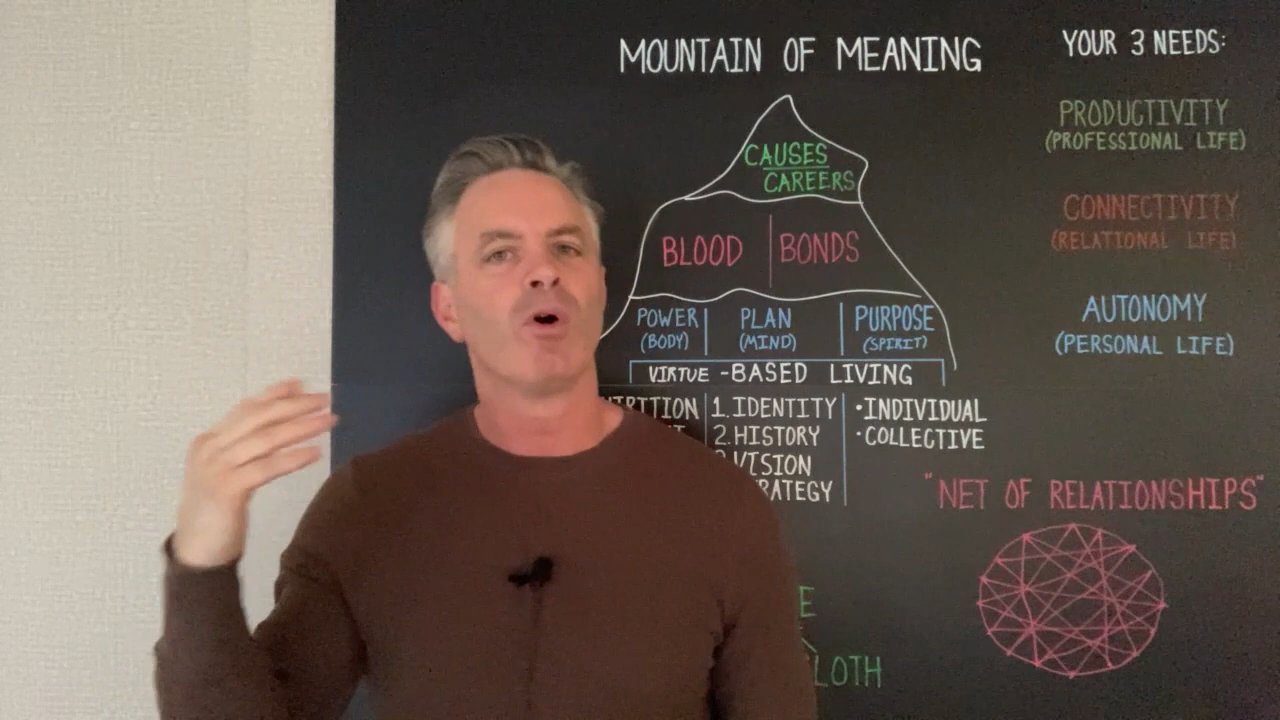 MOUNTAIN OF MEANING
CAUSES
CAREERS
BLOOD BONDS
POWER PLAN PURPOSE
(BODY) (MIND) (SPIRIT)
VIRTUE -BASED LIVING
1. IDENTITY •INDIVIDUAL
2. HISTORY •COLLECTIVE
VISION
YOUR 3 NEEDS:
PRODUCTIVITY
(PROFESSIONAL LIFE)
CONNECTIVITY
(RELATIONAL LIFE)
AUTONOMY
(PERSONAL LIFE)
"NET OF RELATIONSHIPS"